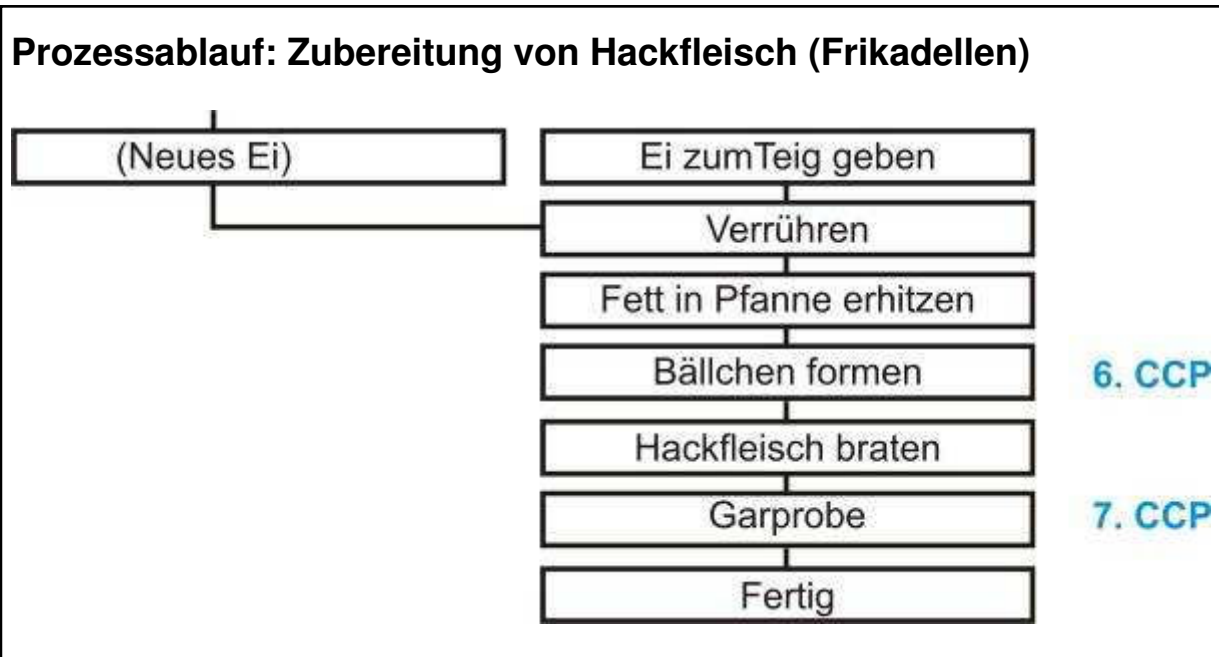 Prozessablauf: Zubereitung von Hackfleisch (Frikadellen)
(Neues Ei)
Ei zumTeig geben
Verrühren
Fett in Pfanne erhitzen
Bällchen formen
6. CCP
Hackfleisch braten
Garprobe
7. CCP
Fertig